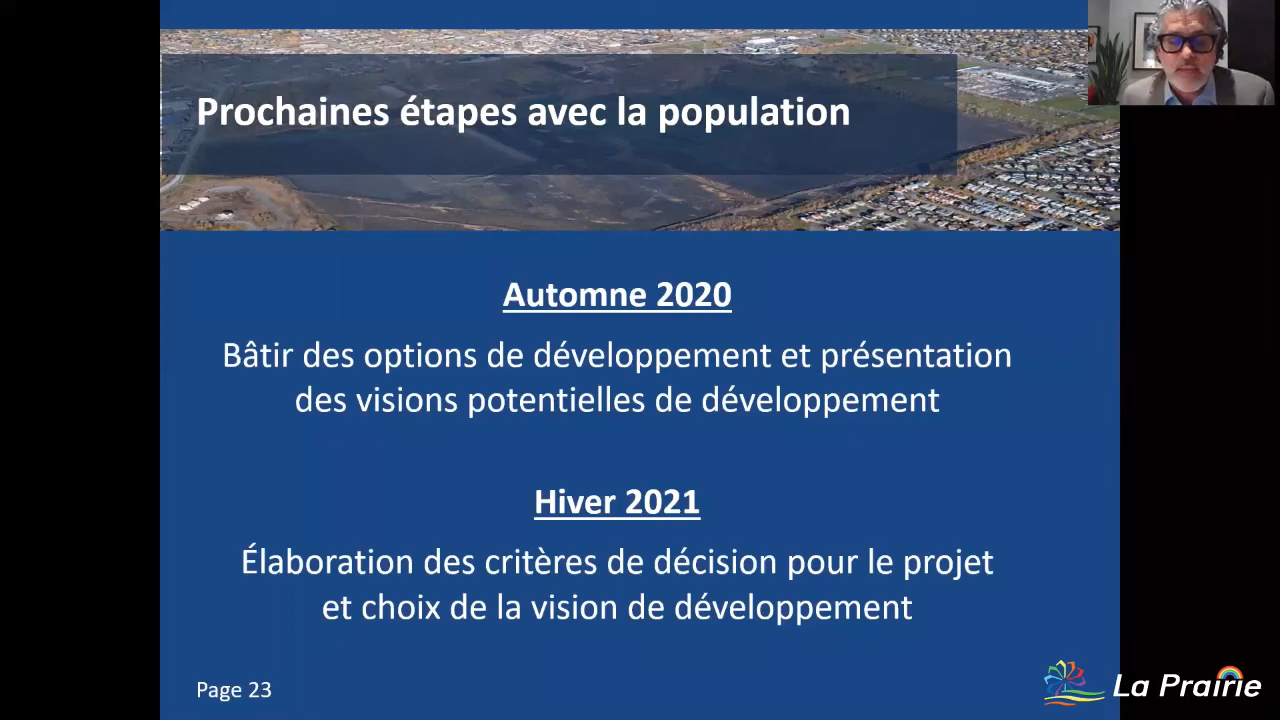 Prochaines étapes avec la population
Automne 2020
Bâtir des options de développement et présentation
des visions potentielles de développement
Hiver 2021
Élaboration des critères de décision pour le projet
et choix de la vision de développement
Page 23
La Prairie